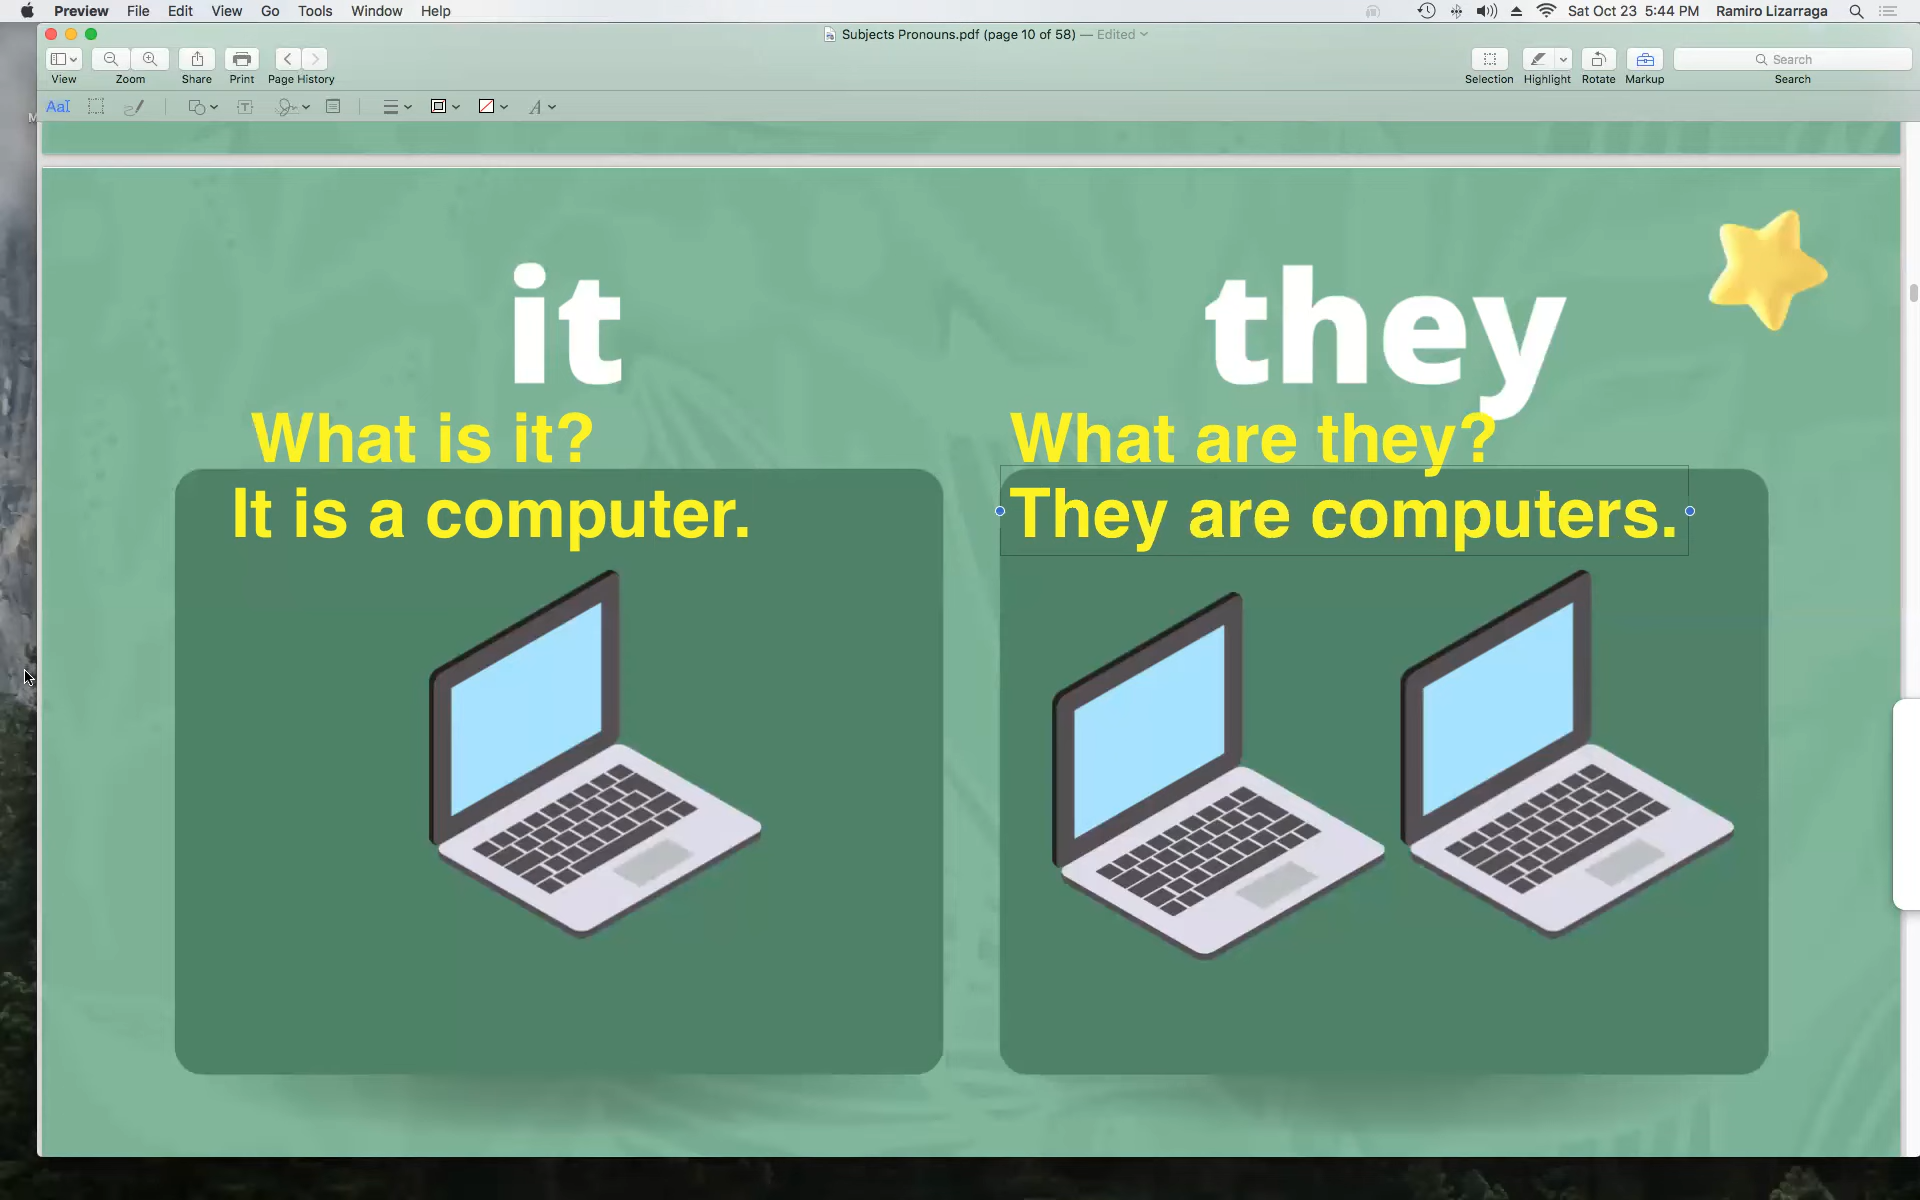 Preview File Edit View Go Tools Window Help
Sat Oct 23 5:44 PM Ramiro Lizarraga
Subjects Pronouns.pdf (page 10 of 58) — Edited
View Zoom Share Print Page History
Selection Highlight Rotate Markup Search
Search
AaI T A
M
it
they
What is it?
What are they?
It is a computer.
They are computers.